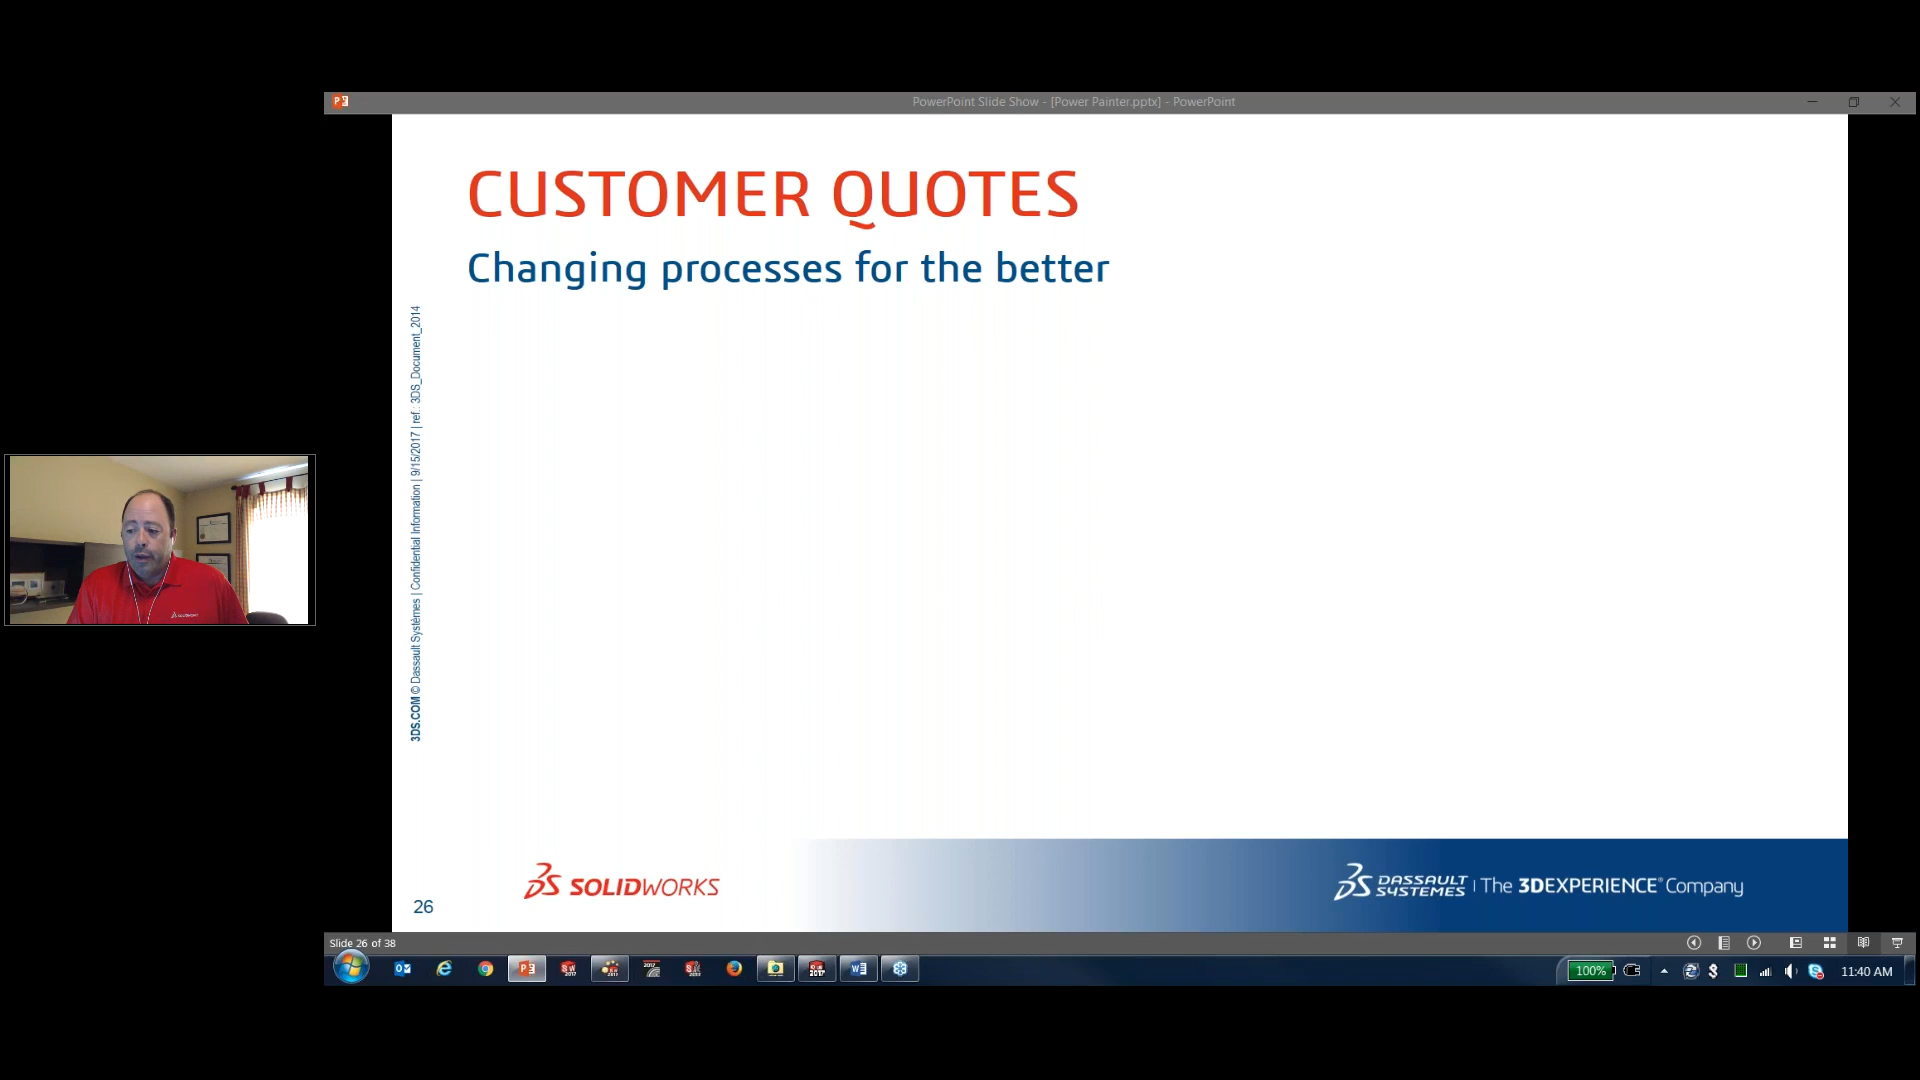 PowerPoint Slide Show - [Power Painter.pptx] - PowerPoint
CUSTOMER QUOTES
Changing processes for the better
3DS.COM © Dassault Systèmes | Confidential Information | 9/15/2017 | ref.: 3DS_Document_2014
SOLIDWORKS
DASSAULT SYSTEMES | The 3DEXPERIENCE® Company
26
Slide 26 of 38
100%
11:40 AM